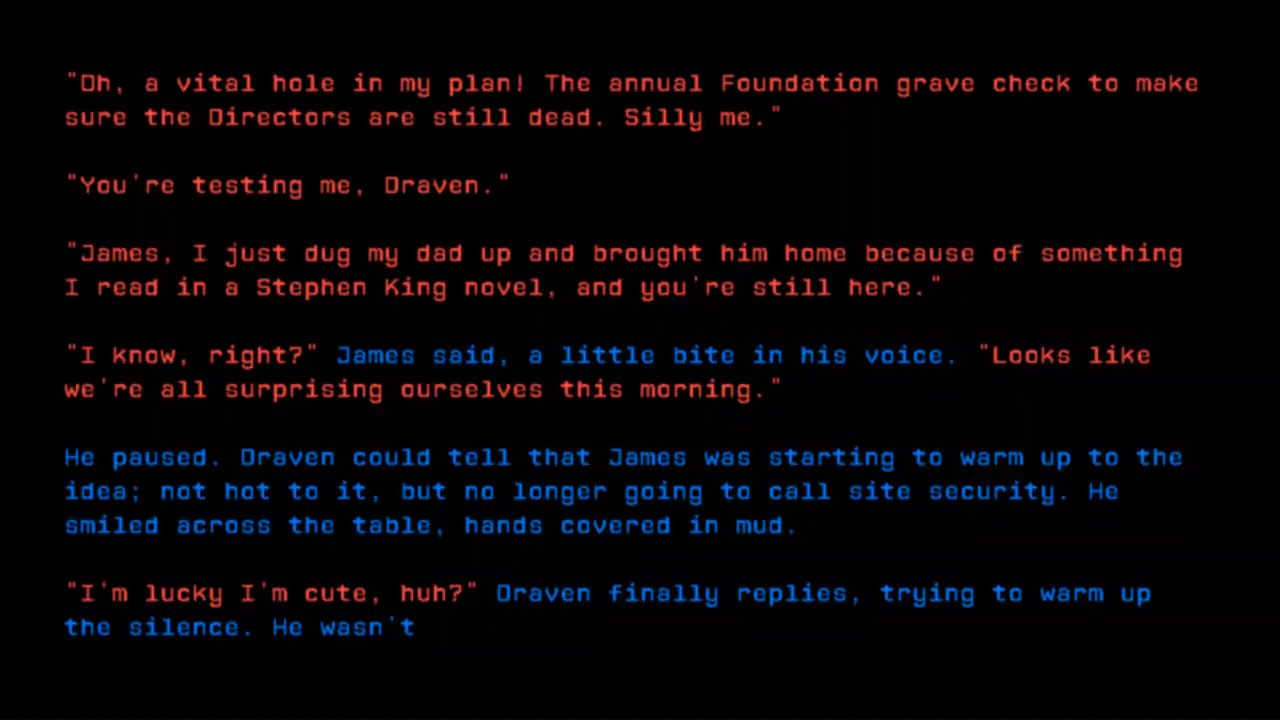 "Oh, a vital hole in my plan! The annual Foundation grave check to make
sure the Directors are still dead. Silly me."
"You're testing me, Draven."
"James, I just dug my dad up and brought him home because of something
I read in a Stephen King novel, and you're still here."
"I know, right?" James said, a little bite in his voice. "Looks like
we're all surprising ourselves this morning."
He paused. Draven could tell that James was starting to warm up to the
idea; not hot to it, but no longer going to call site security. He
smiled across the table, hands covered in mud.
"I'm lucky I'm cute, huh?" Draven finally replies, trying to warm up
the silence. He wasn't